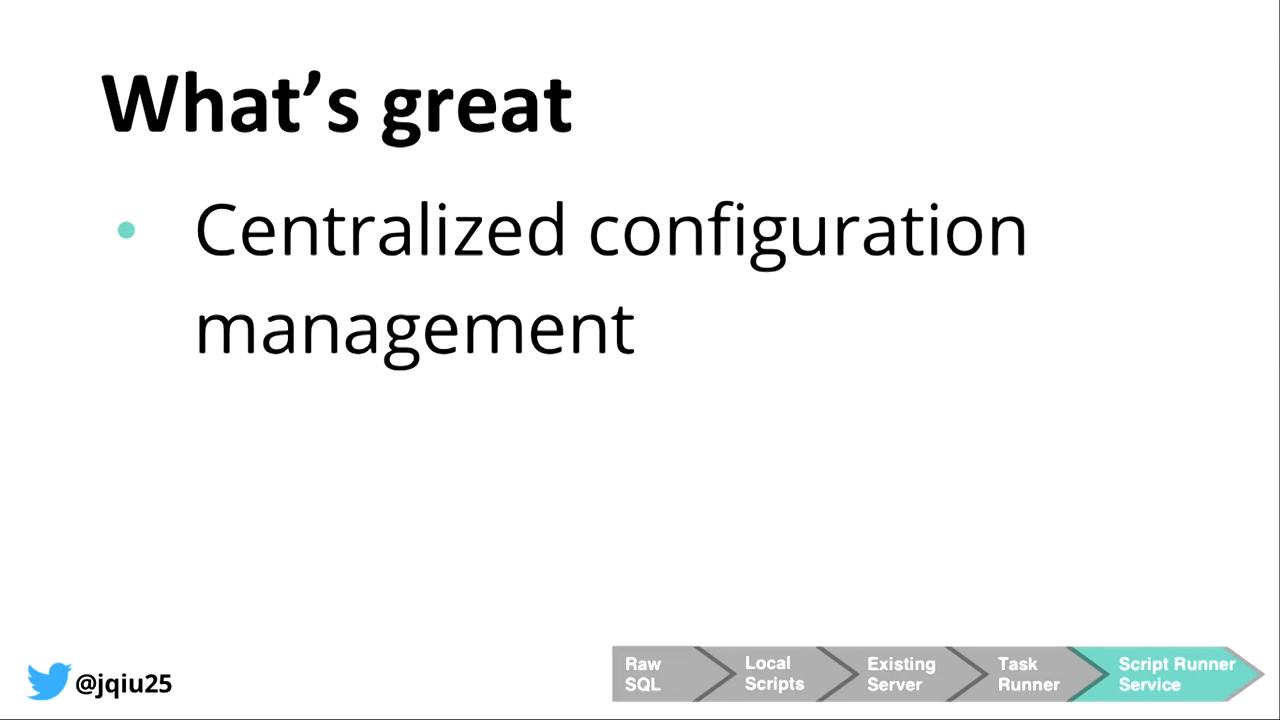 What’s great
• Centralized configuration
management
@jqiu25
Raw
SQL
Local
Scripts
Existing
Server
Task
Runner
Script Runner
Service